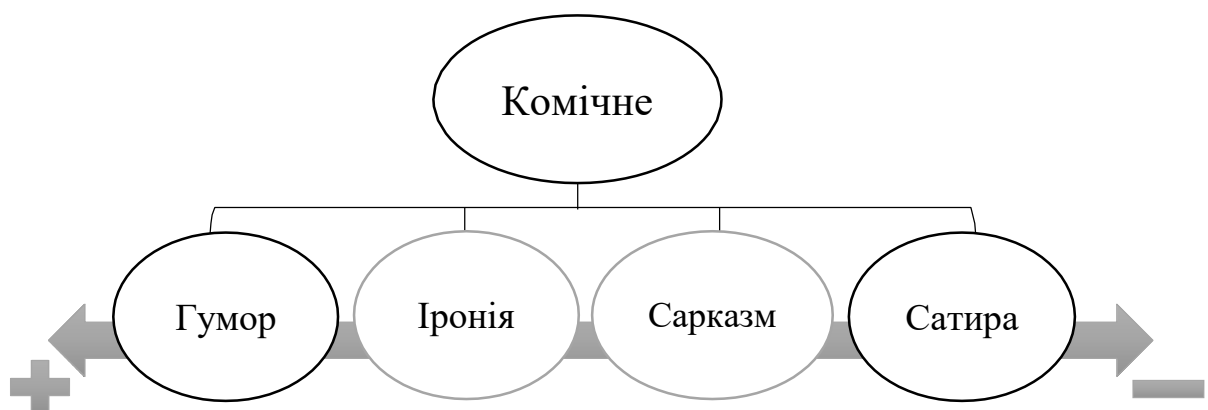 Комічне
Гумор
Іронія
Сарказм
Сатира